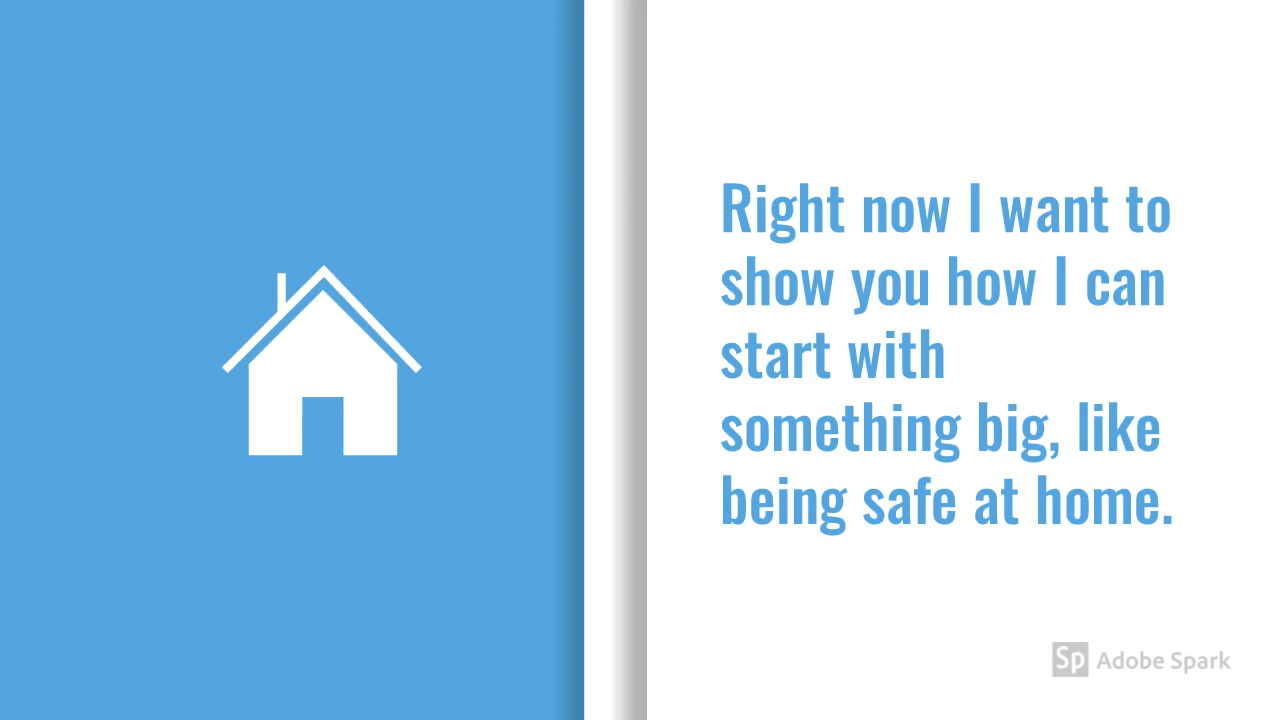 Right now I want to
show you how I can
start with
something big, like
being safe at home.
Sp Adobe Spark